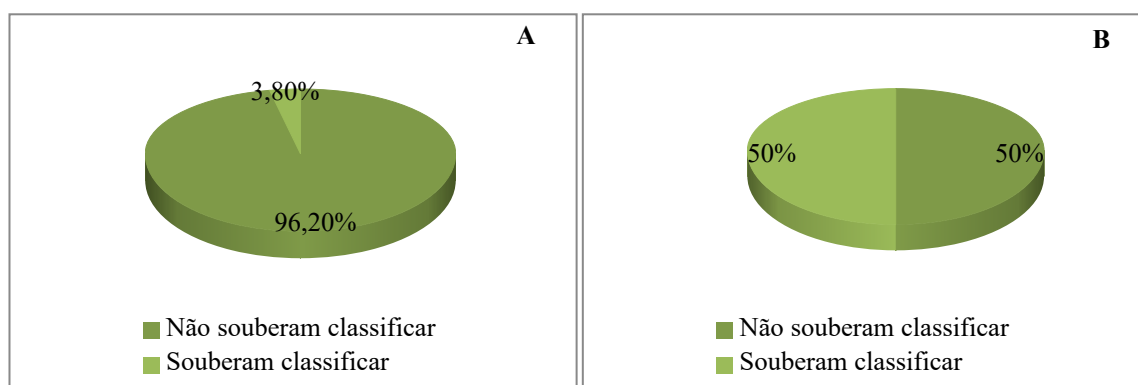 A
3,80%
96,20%
Não souberam classificar
Souberam classificar
B
50%
50%
Não souberam classificar
Souberam classificar